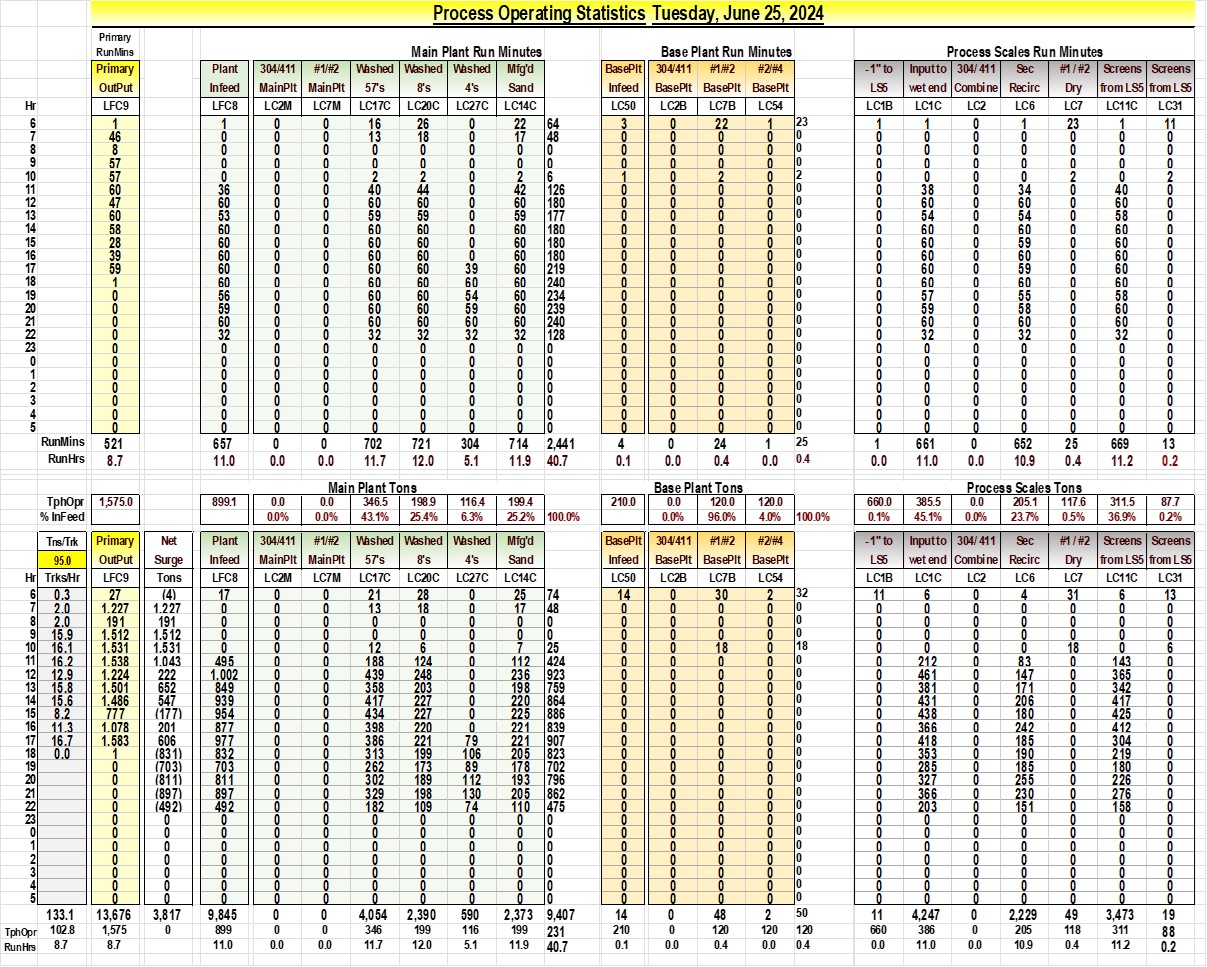 Process Operating Statistics Tuesday, June 25, 2024
Primary
RunMins Main Plant Run Minutes Base Plant Run Minutes Process Scales Run Minutes
Primary Plant 304/411 #1/#2 Washed Washed Washed Mfg'd BasePlt 304/411 #1/#2 #2/#4 -1" to Input to 304/ 411 Sec #1 / #2 Screens Screens
OutPut Infeed MainPlt MainPlt 57's 8's 4's Sand Infeed BasePlt BasePlt BasePlt LS5 wet end Combine Recirc Dry from LS5 from LS5
Hr LFC9 LFC8 LC2M LC7M LC17C LC20C LC27C LC14C LC50 LC2B LC7B LC54 LC1B LC1C LC2 LC6 LC7 LC11C LC31
6 1 1 0 0 16 26 0 22 64 3 0 22 1 23 1 1 0 1 23 1 11
7 46 0 0 0 13 18 0 17 48 0 0 0 0 0 0 0 0 0 0 0 0
8 8 0 0 0 0 0 0 0 0 0 0 0 0 0 0 0 0 0 0 0 0
9 57 0 0 0 0 0 0 0 0 0 0 0 0 0 0 0 0 0 0 0 0
10 57 0 0 0 2 2 0 2 6 1 0 2 0 2 0 0 0 0 2 0 2
11 60 36 0 0 40 44 0 42 126 0 0 0 0 0 0 38 0 34 0 40 0
12 47 60 0 0 60 60 0 60 180 0 0 0 0 0 0 60 0 60 0 60 0
13 60 53 0 0 59 59 0 59 177 0 0 0 0 0 0 54 0 54 0 58 0
14 58 60 0 0 60 60 0 60 180 0 0 0 0 0 0 60 0 60 0 60 0
15 28 60 0 0 60 60 0 60 180 0 0 0 0 0 0 60 0 59 0 60 0
16 39 60 0 0 60 60 0 60 180 0 0 0 0 0 0 60 0 60 0 60 0
17 59 60 0 0 60 60 39 60 219 0 0 0 0 0 0 60 0 59 0 60 0
18 1 60 0 0 60 60 60 60 240 0 0 0 0 0 0 60 0 60 0 60 0
19 0 56 0 0 60 60 54 60 234 0 0 0 0 0 0 57 0 55 0 58 0
20 0 59 0 0 60 60 59 60 239 0 0 0 0 0 0 59 0 58 0 60 0
21 0 60 0 0 60 60 60 60 240 0 0 0 0 0 0 60 0 60 0 60 0
22 0 32 0 0 32 32 32 32 128 0 0 0 0 0 0 32 0 32 0 32 0
23 0 0 0 0 0 0 0 0 0 0 0 0 0 0 0 0 0 0 0 0 0
0 0 0 0 0 0 0 0 0 0 0 0 0 0 0 0 0 0 0 0 0 0
1 0 0 0 0 0 0 0 0 0 0 0 0 0 0 0 0 0 0 0 0 0
2 0 0 0 0 0 0 0 0 0 0 0 0 0 0 0 0 0 0 0 0 0
3 0 0 0 0 0 0 0 0 0 0 0 0 0 0 0 0 0 0 0 0 0
4 0 0 0 0 0 0 0 0 0 0 0 0 0 0 0 0 0 0 0 0 0
5 0 0 0 0 0 0 0 0 0 0 0 0 0 0 0 0 0 0 0 0 0
RunMins 521 657 0 0 702 721 304 714 2,441 4 0 24 1 25 1 661 0 652 25 669 13
RunHrs 8.7 11.0 0.0 0.0 11.7 12.0 5.1 11.9 40.7 0.1 0.0 0.4 0.0 0.4 0.0 11.0 0.0 10.9 0.4 11.2 0.2
Main Plant Tons Base Plant Tons Process Scales Tons
TphOpr 1,575.0 899.1 0.0 0.0 346.5 198.9 116.4 199.4 210.0 0.0 120.0 120.0 660.0 385.5 0.0 205.1 117.6 311.5 87.7
% InFeed 0.0% 0.0% 43.1% 25.4% 6.3% 25.2% 100.0% 0.0% 96.0% 4.0% 100.0% 0.1% 45.1% 0.0% 23.7% 0.5% 36.9% 0.2%
Tns/Trk Primary Net Plant 304/411 #1/#2 Washed Washed Washed Mfg'd BasePlt 304/411 #1/#2 #2/#4 -1" to Input to 304/ 411 Sec #1 / #2 Screens Screens
95.0 OutPut Surge Infeed MainPlt MainPlt 57's 8's 4's Sand Infeed BasePlt BasePlt BasePlt LS5 wet end Combine Recirc Dry from LS5 from LS5
Hr Trks/Hr LFC9 Tons LFC8 LC2M LC7M LC17C LC20C LC27C LC14C LC50 LC2B LC7B LC54 LC1B LC1C LC2 LC6 LC7 LC11C LC31
6 0.3 27 (4) 17 0 0 21 28 0 25 74 14 0 30 2 32 11 6 0 4 31 6 13
7 2.0 1.227 1.227 0 0 0 13 18 0 17 48 0 0 0 0 0 0 0 0 0 0 0 0
8 2.0 191 191 0 0 0 0 0 0 0 0 0 0 0 0 0 0 0 0 0 0 0 0
9 15.9 1.512 1.512 0 0 0 0 0 0 0 0 0 0 0 0 0 0 0 0 0 0 0 0
10 16.1 1.531 1.531 0 0 0 12 6 0 7 25 0 0 18 0 18 0 0 0 0 18 0 6
11 16.2 1.538 1.043 495 0 0 188 124 0 112 424 0 0 0 0 0 0 212 0 83 0 143 0
12 12.9 1.224 222 1.002 0 0 439 248 0 236 923 0 0 0 0 0 0 461 0 147 0 365 0
13 15.8 1.501 652 849 0 0 358 203 0 198 759 0 0 0 0 0 0 381 0 171 0 342 0
14 15.6 1.486 547 939 0 0 417 227 0 220 864 0 0 0 0 0 0 431 0 206 0 417 0
15 8.2 777 (177) 954 0 0 434 227 0 225 886 0 0 0 0 0 0 438 0 180 0 425 0
16 11.3 1.078 201 877 0 0 398 220 0 221 839 0 0 0 0 0 0 366 0 242 0 412 0
17 16.7 1.583 606 977 0 0 386 221 79 221 907 0 0 0 0 0 0 418 0 185 0 304 0
18 0.0 1 (831) 832 0 0 313 199 106 205 823 0 0 0 0 0 0 353 0 190 0 219 0
19 0 (703) 703 0 0 262 173 89 178 702 0 0 0 0 0 0 285 0 185 0 180 0
20 0 (811) 811 0 0 302 189 112 193 796 0 0 0 0 0 0 327 0 255 0 226 0
21 0 (897) 897 0 0 329 198 130 205 862 0 0 0 0 0 0 366 0 230 0 276 0
22 0 (492) 492 0 0 182 109 74 110 475 0 0 0 0 0 0 203 0 151 0 158 0
23 0 0 0 0 0 0 0 0 0 0 0 0 0 0 0 0 0 0 0 0 0 0
0 0 0 0 0 0 0 0 0 0 0 0 0 0 0 0 0 0 0 0 0 0 0
1 0 0 0 0 0 0 0 0 0 0 0 0 0 0 0 0 0 0 0 0 0 0
2 0 0 0 0 0 0 0 0 0 0 0 0 0 0 0 0 0 0 0 0 0 0
3 0 0 0 0 0 0 0 0 0 0 0 0 0 0 0 0 0 0 0 0 0 0
4 0 0 0 0 0 0 0 0 0 0 0 0 0 0 0 0 0 0 0 0 0 0
5 0 0 0 0 0 0 0 0 0 0 0 0 0 0 0 0 0 0 0 0 0 0
133.1 13,676 3,817 9,845 0 0 4,054 2,390 590 2,373 9,407 14 0 48 2 50 11 4,247 0 2,229 49 3,473 19
TphOpr 102.8 1,575 0 899 0 0 346 199 116 199 231 210 0 120 120 120 660 386 0 205 118 311 88
RunHrs 8.7 8.7 11.0 0.0 0.0 11.7 12.0 5.1 11.9 40.7 0.1 0.0 0.4 0.0 0.4 0.0 11.0 0.0 10.9 0.4 11.2 0.2